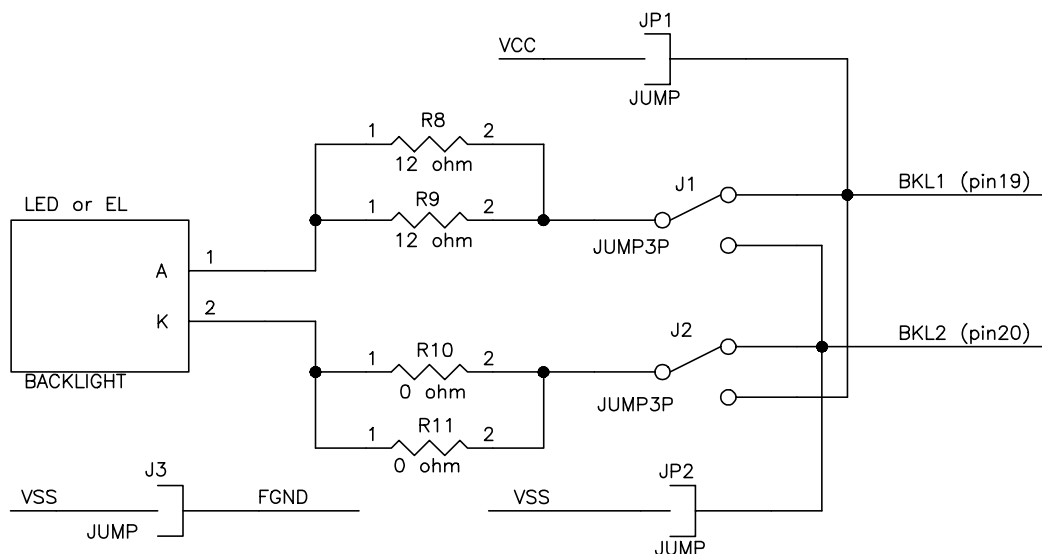 JP1
VCC
JUMP
R8
1 2
12 ohm
R9
1 2
12 ohm
J1
JUMP3P
BKL1 (pin19)
LED or EL
A 1
K 2
BACKLIGHT
J2
JUMP3P
BKL2 (pin20)
R10
1 2
0 ohm
R11
1 2
0 ohm
J3
VSS FGND
JUMP
JP2
VSS
JUMP